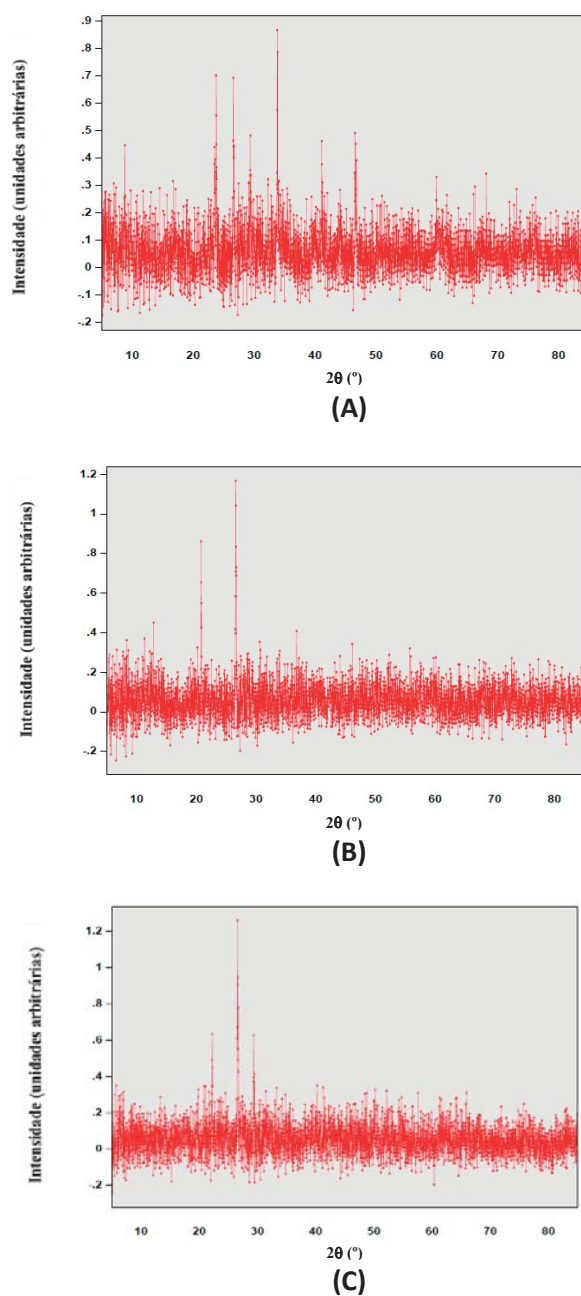 Intensidade (unidades arbitrárias)
.9
.8
.7
.6
.5
.4
.3
.2
.1
0
-.1
-.2
10 20 30 40 50 60 70 80
2θ (º)
(A)
Intensidade (unidades arbitrárias)
1.2
1
.8
.6
.4
.2
0
-.2
10 20 30 40 50 60 70 80
2θ (º)
(B)
Intensidade (unidades arbitrárias)
1.2
1
.8
.6
.4
.2
0
-.2
10 20 30 40 50 60 70 80
2θ (º)
(C)